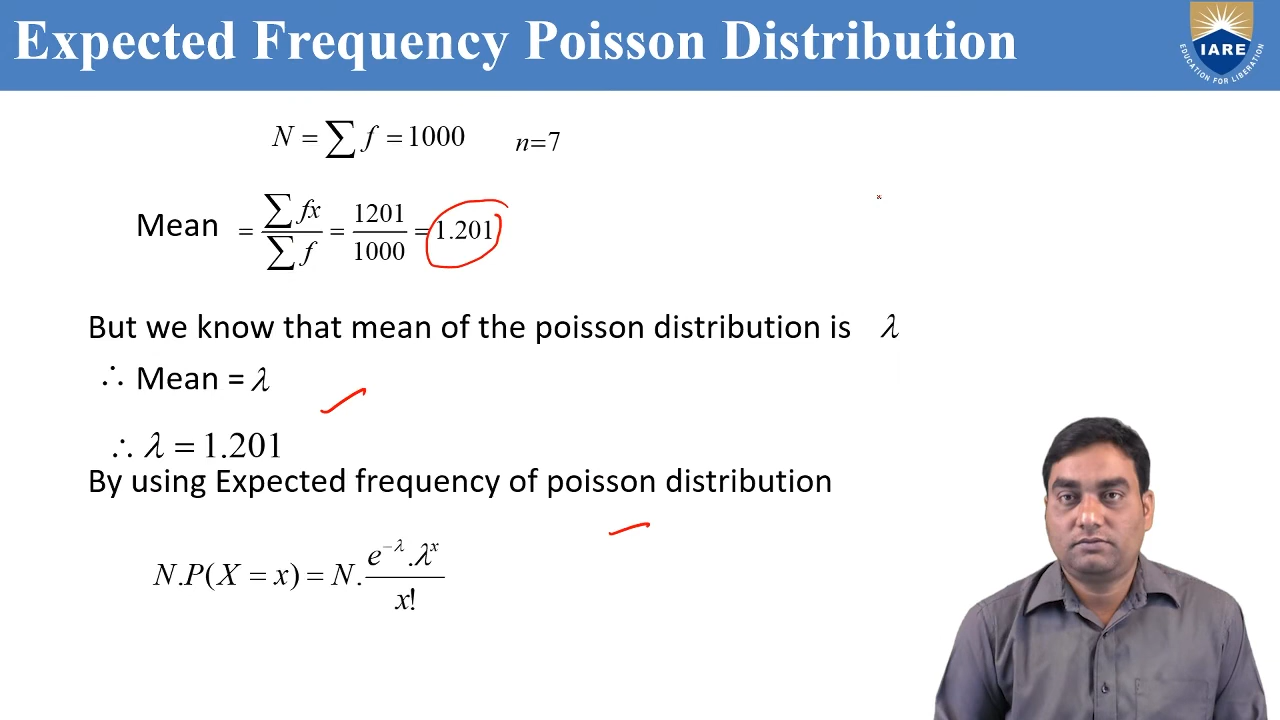 Expected Frequency Poisson Distribution
IARE
EDUCATION FOR LIBERATION
N = ∑ f = 1000 n=7
Mean = ∑ fx / ∑ f = 1201 / 1000 = 1.201
But we know that mean of the poisson distribution is λ
∴ Mean = λ
∴ λ = 1.201
By using Expected frequency of poisson distribution
N.P(X = x) = N. e^{-λ}.λ^x / x!